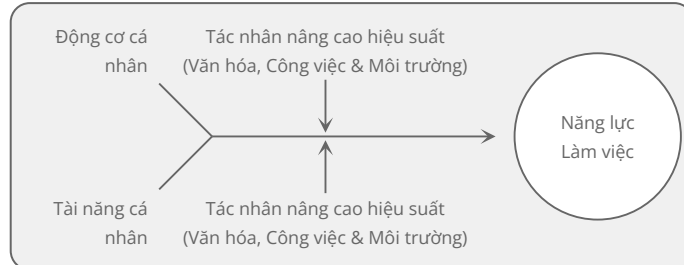 Động cơ cá
nhân
Tác nhân nâng cao hiệu suất
(Văn hóa, Công việc & Môi trường)
Năng lực
Làm việc
Tài năng cá
nhân
Tác nhân nâng cao hiệu suất
(Văn hóa, Công việc & Môi trường)